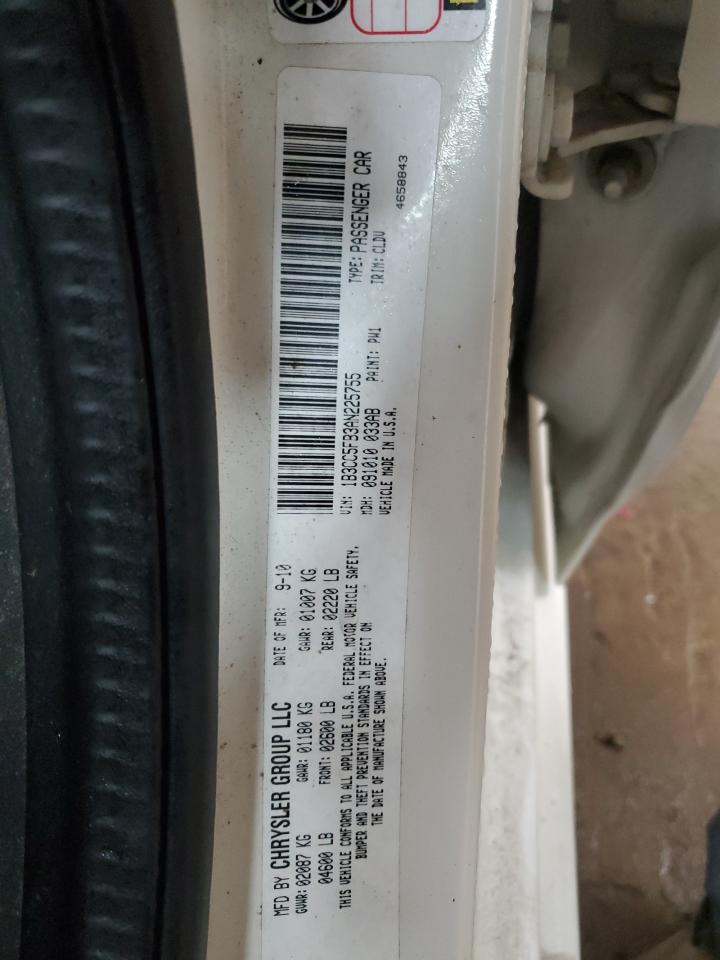 MFD BY CHRYSLER GROUP LLC DATE OF MFR: 9-10
GVWR: 02087 KG GAWR: 01180 KG GAWR: 01007 KG
04600 LB FRONT: 02600 LB REAR: 02220 LB
THIS VEHICLE CONFORMS TO ALL APPLICABLE U.S.A. FEDERAL MOTOR VEHICLE SAFETY,
BUMPER AND THEFT PREVENTION STANDARDS IN EFFECT ON
THE DATE OF MANUFACTURE SHOWN ABOVE.
VIN: 1B3CC5FB3AN225755 TYPE: PASSENGER CAR
MDH: 091010 033AB PAINT: PW1 TRIM: CLDV
VEHICLE MADE IN U.S.A. 4658843